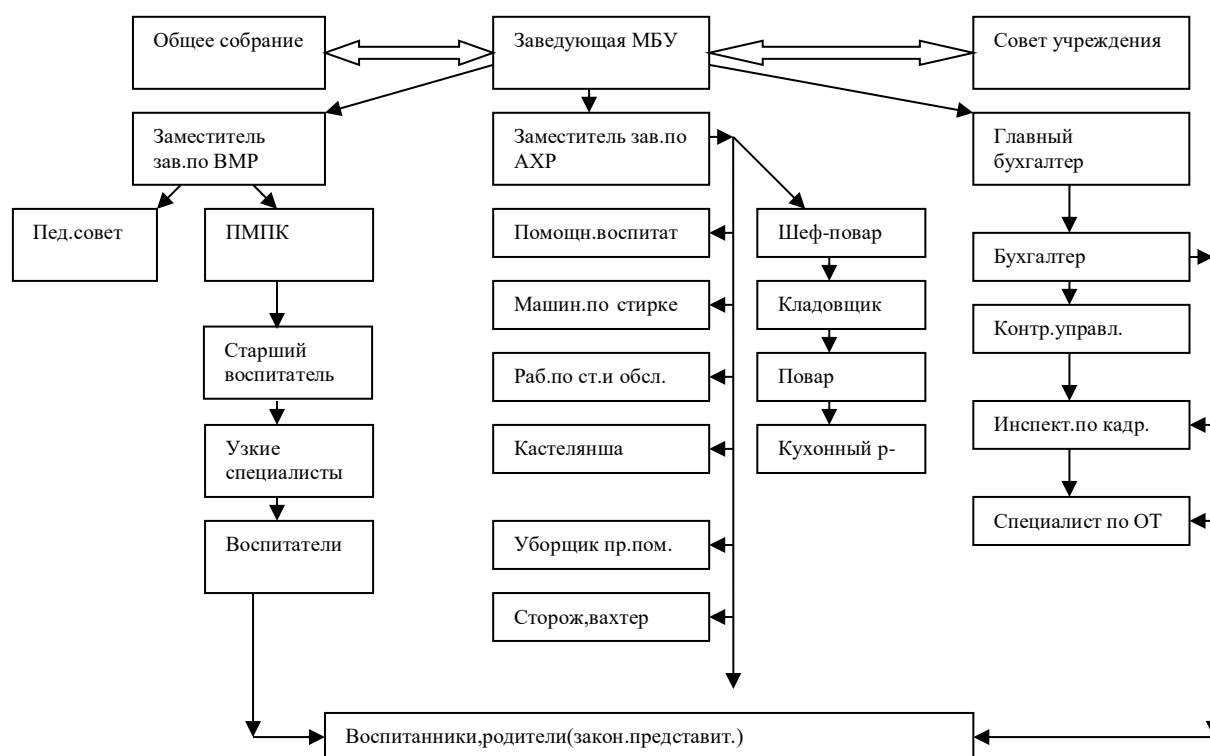 Общее собрание
Заведующая МБУ
Совет учреждения
Заместитель
зав.по ВМР
Заместитель зав.по
АХР
Главный
бухгалтер
Пед.совет
ПМПК
Помощн.воспитат
Шеф-повар
Бухгалтер
Машин.по стирке
Кладовщик
Контр.управл.
Старший
воспитатель
Раб.по ст.и обсл.
Повар
Инспект.по кадр.
Узкие
специалисты
Кастелянша
Кухонный р-
Специалист по ОТ
Воспитатели
Уборщик пр.пом.
Сторож,вахтер
Воспитанники,родители(закон.представит.)